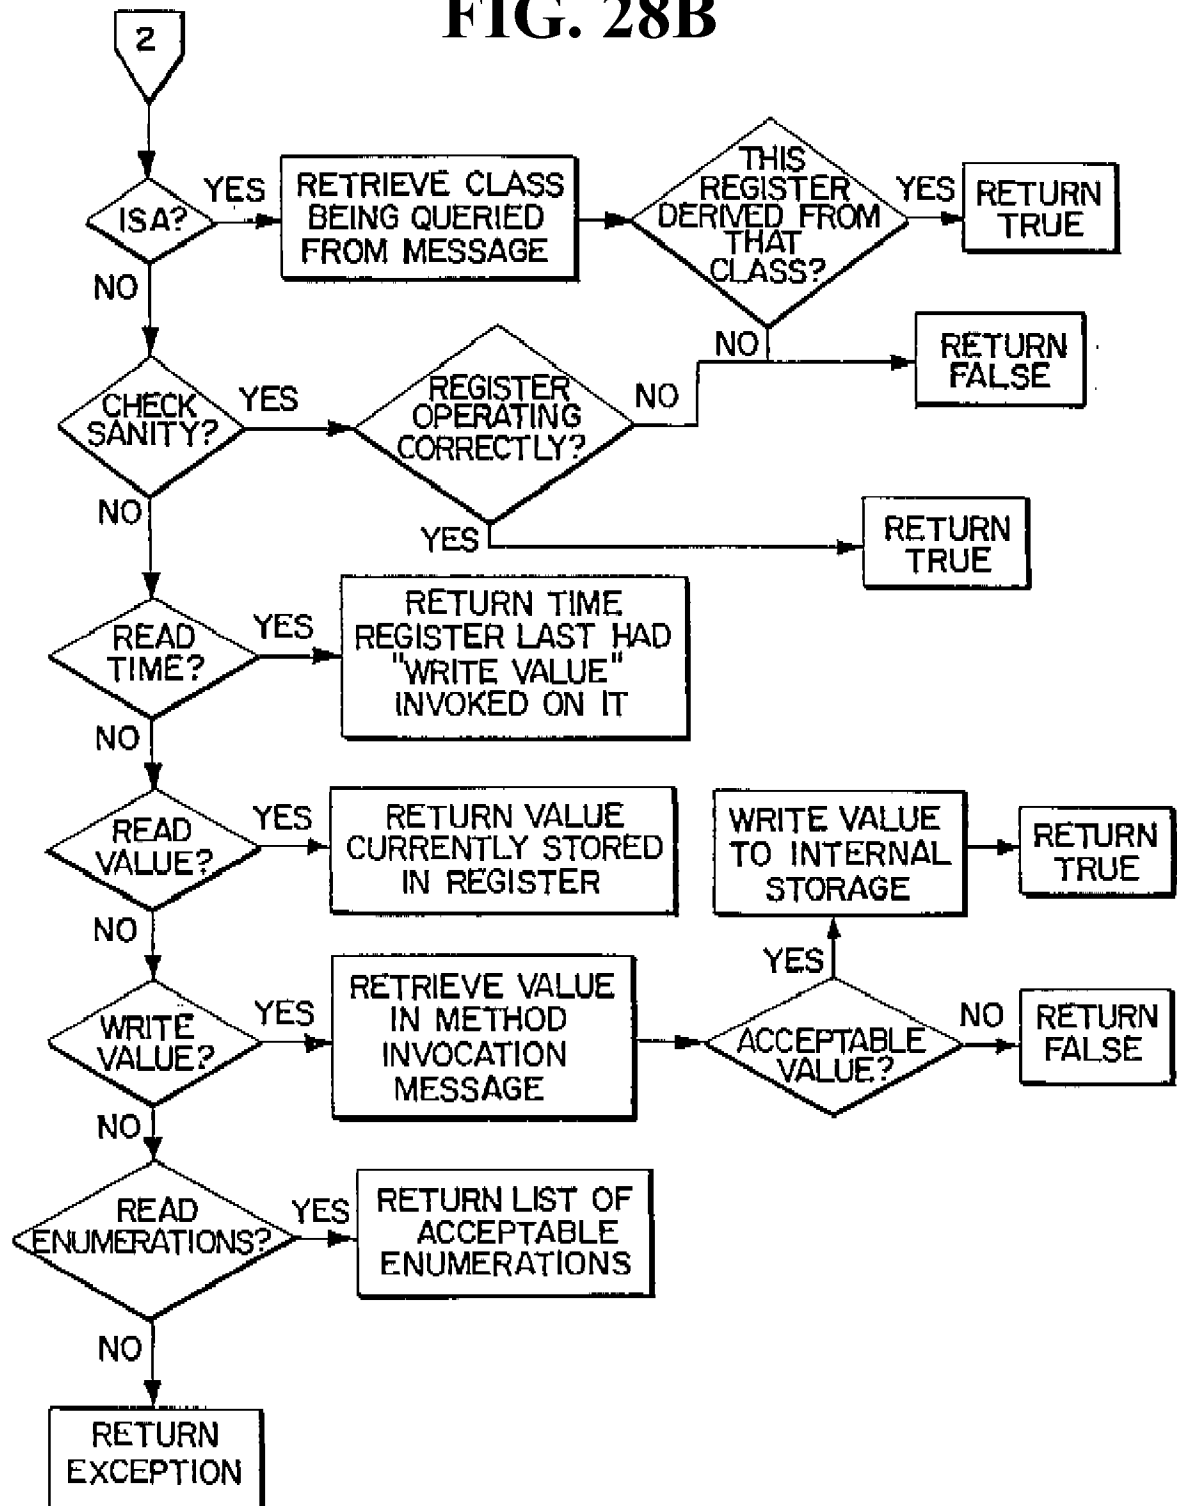 FIG. 28B
2
ISA?
YES
RETRIEVE CLASS
BEING QUERIED
FROM MESSAGE
THIS
REGISTER
DERIVED FROM
THAT
CLASS?
YES
RETURN
TRUE
NO
NO
RETURN
FALSE
CHECK
SANITY?
YES
REGISTER
OPERATING
CORRECTLY?
NO
NO
YES
RETURN
TRUE
READ
TIME?
YES
RETURN TIME
REGISTER LAST HAD
"WRITE VALUE"
INVOKED ON IT
NO
READ
VALUE?
YES
RETURN VALUE
CURRENTLY STORED
IN REGISTER
WRITE VALUE
TO INTERNAL
STORAGE
RETURN
TRUE
NO
YES
WRITE
VALUE?
YES
RETRIEVE VALUE
IN METHOD
INVOCATION
MESSAGE
ACCEPTABLE
VALUE?
NO
RETURN
FALSE
NO
READ
ENUMERATIONS?
YES
RETURN LIST OF
ACCEPTABLE
ENUMERATIONS
NO
RETURN
EXCEPTION